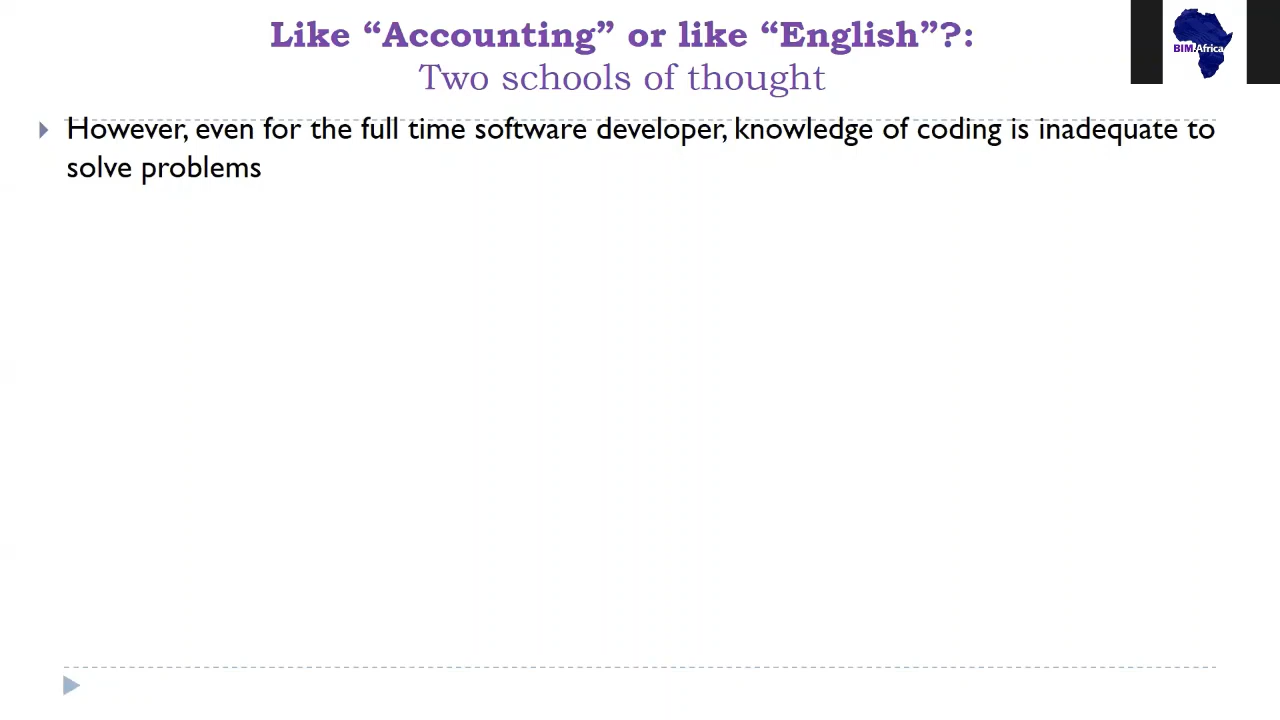 Like “Accounting” or like “English”?:
Two schools of thought
BIM Africa
However, even for the full time software developer, knowledge of coding is inadequate to
solve problems